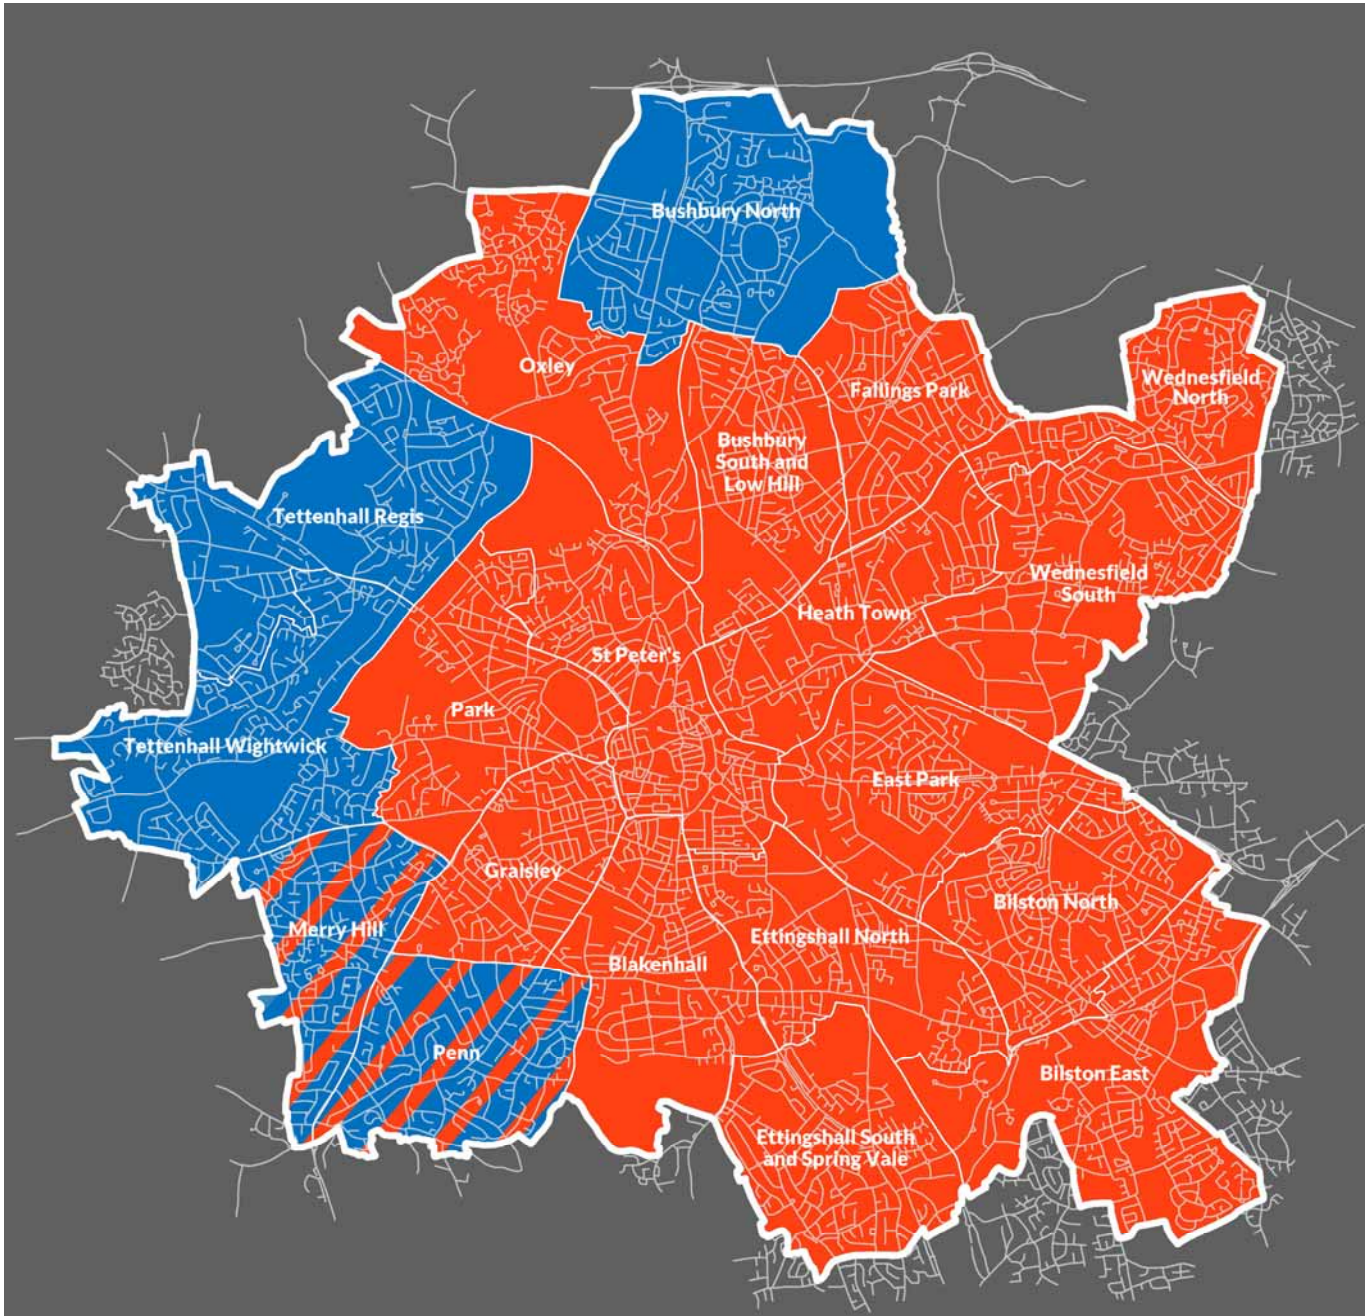 Bushbury North
Oxley
Fallings Park
Wednesfield
North
Bushbury
South and
Low Hill
Tettenhall Regis
Wednesfield
South
Heath Town
St Peter's
Park
Tettenhall Wightwick
East Park
Graisley
Bilston North
Merry Hill
Ettingshall North
Blakenhall
Penn
Bilston East
Ettingshall South
and Spring Vale